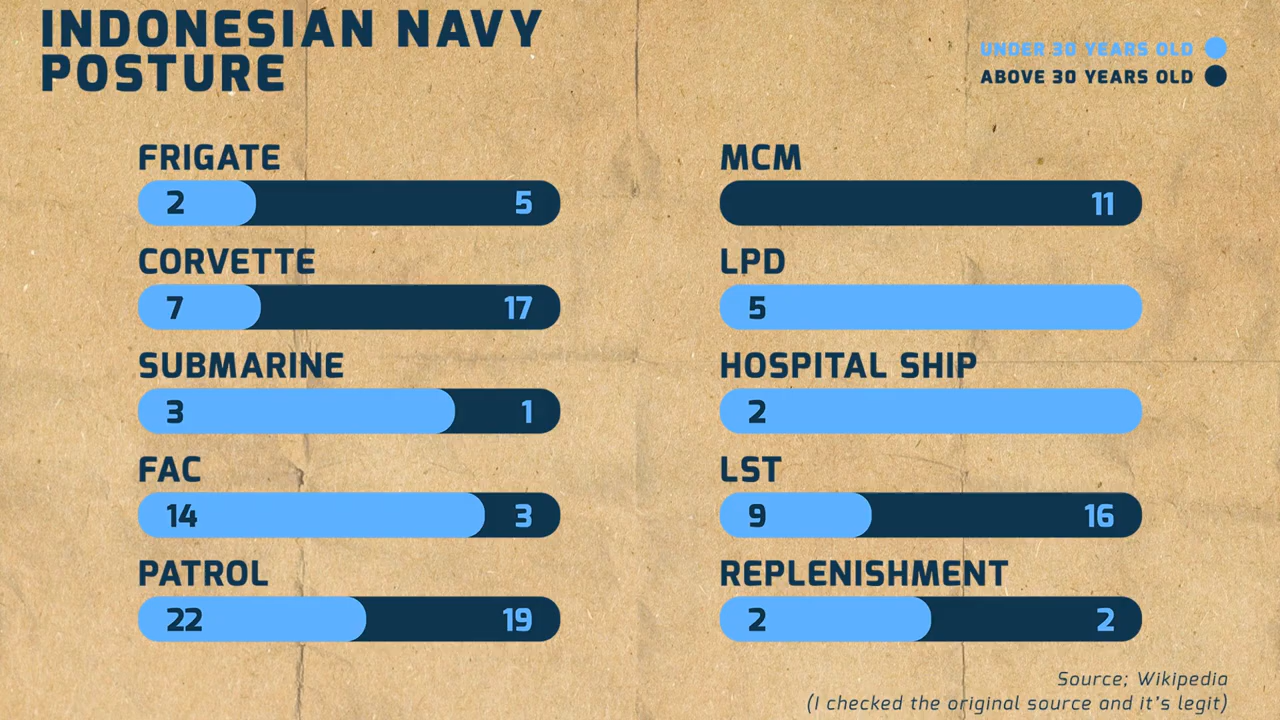 INDONESIAN NAVY
POSTURE
UNDER 30 YEARS OLD
ABOVE 30 YEARS OLD
FRIGATE
2 5
CORVETTE
7 17
SUBMARINE
3 1
FAC
14 3
PATROL
22 19
MCM
11
LPD
5
HOSPITAL SHIP
2
LST
9 16
REPLENISHMENT
2 2
Source; Wikipedia
(I checked the original source and it's legit)